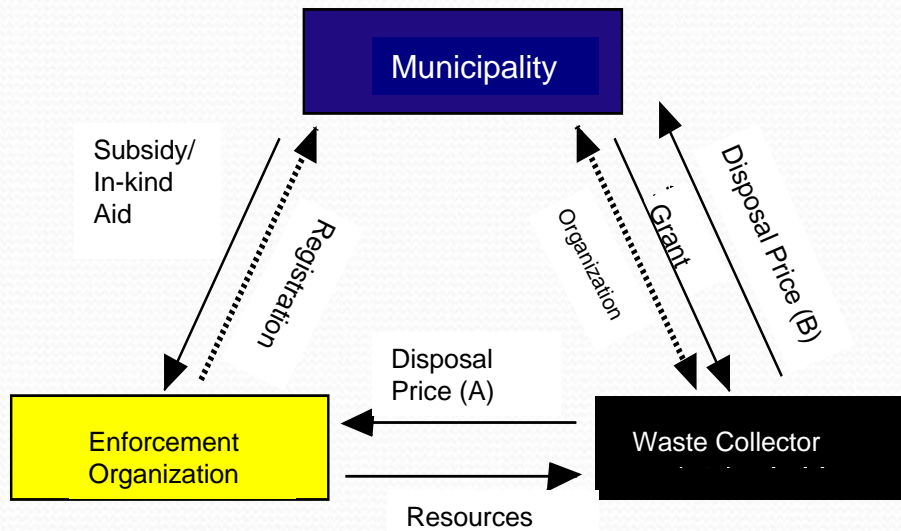 Municipality
Subsidy/
In-kind
Aid
Registration
Organization
Grant
Disposal Price (B)
Disposal
Price (A)
Enforcement
Organization
Waste Collector
Resources